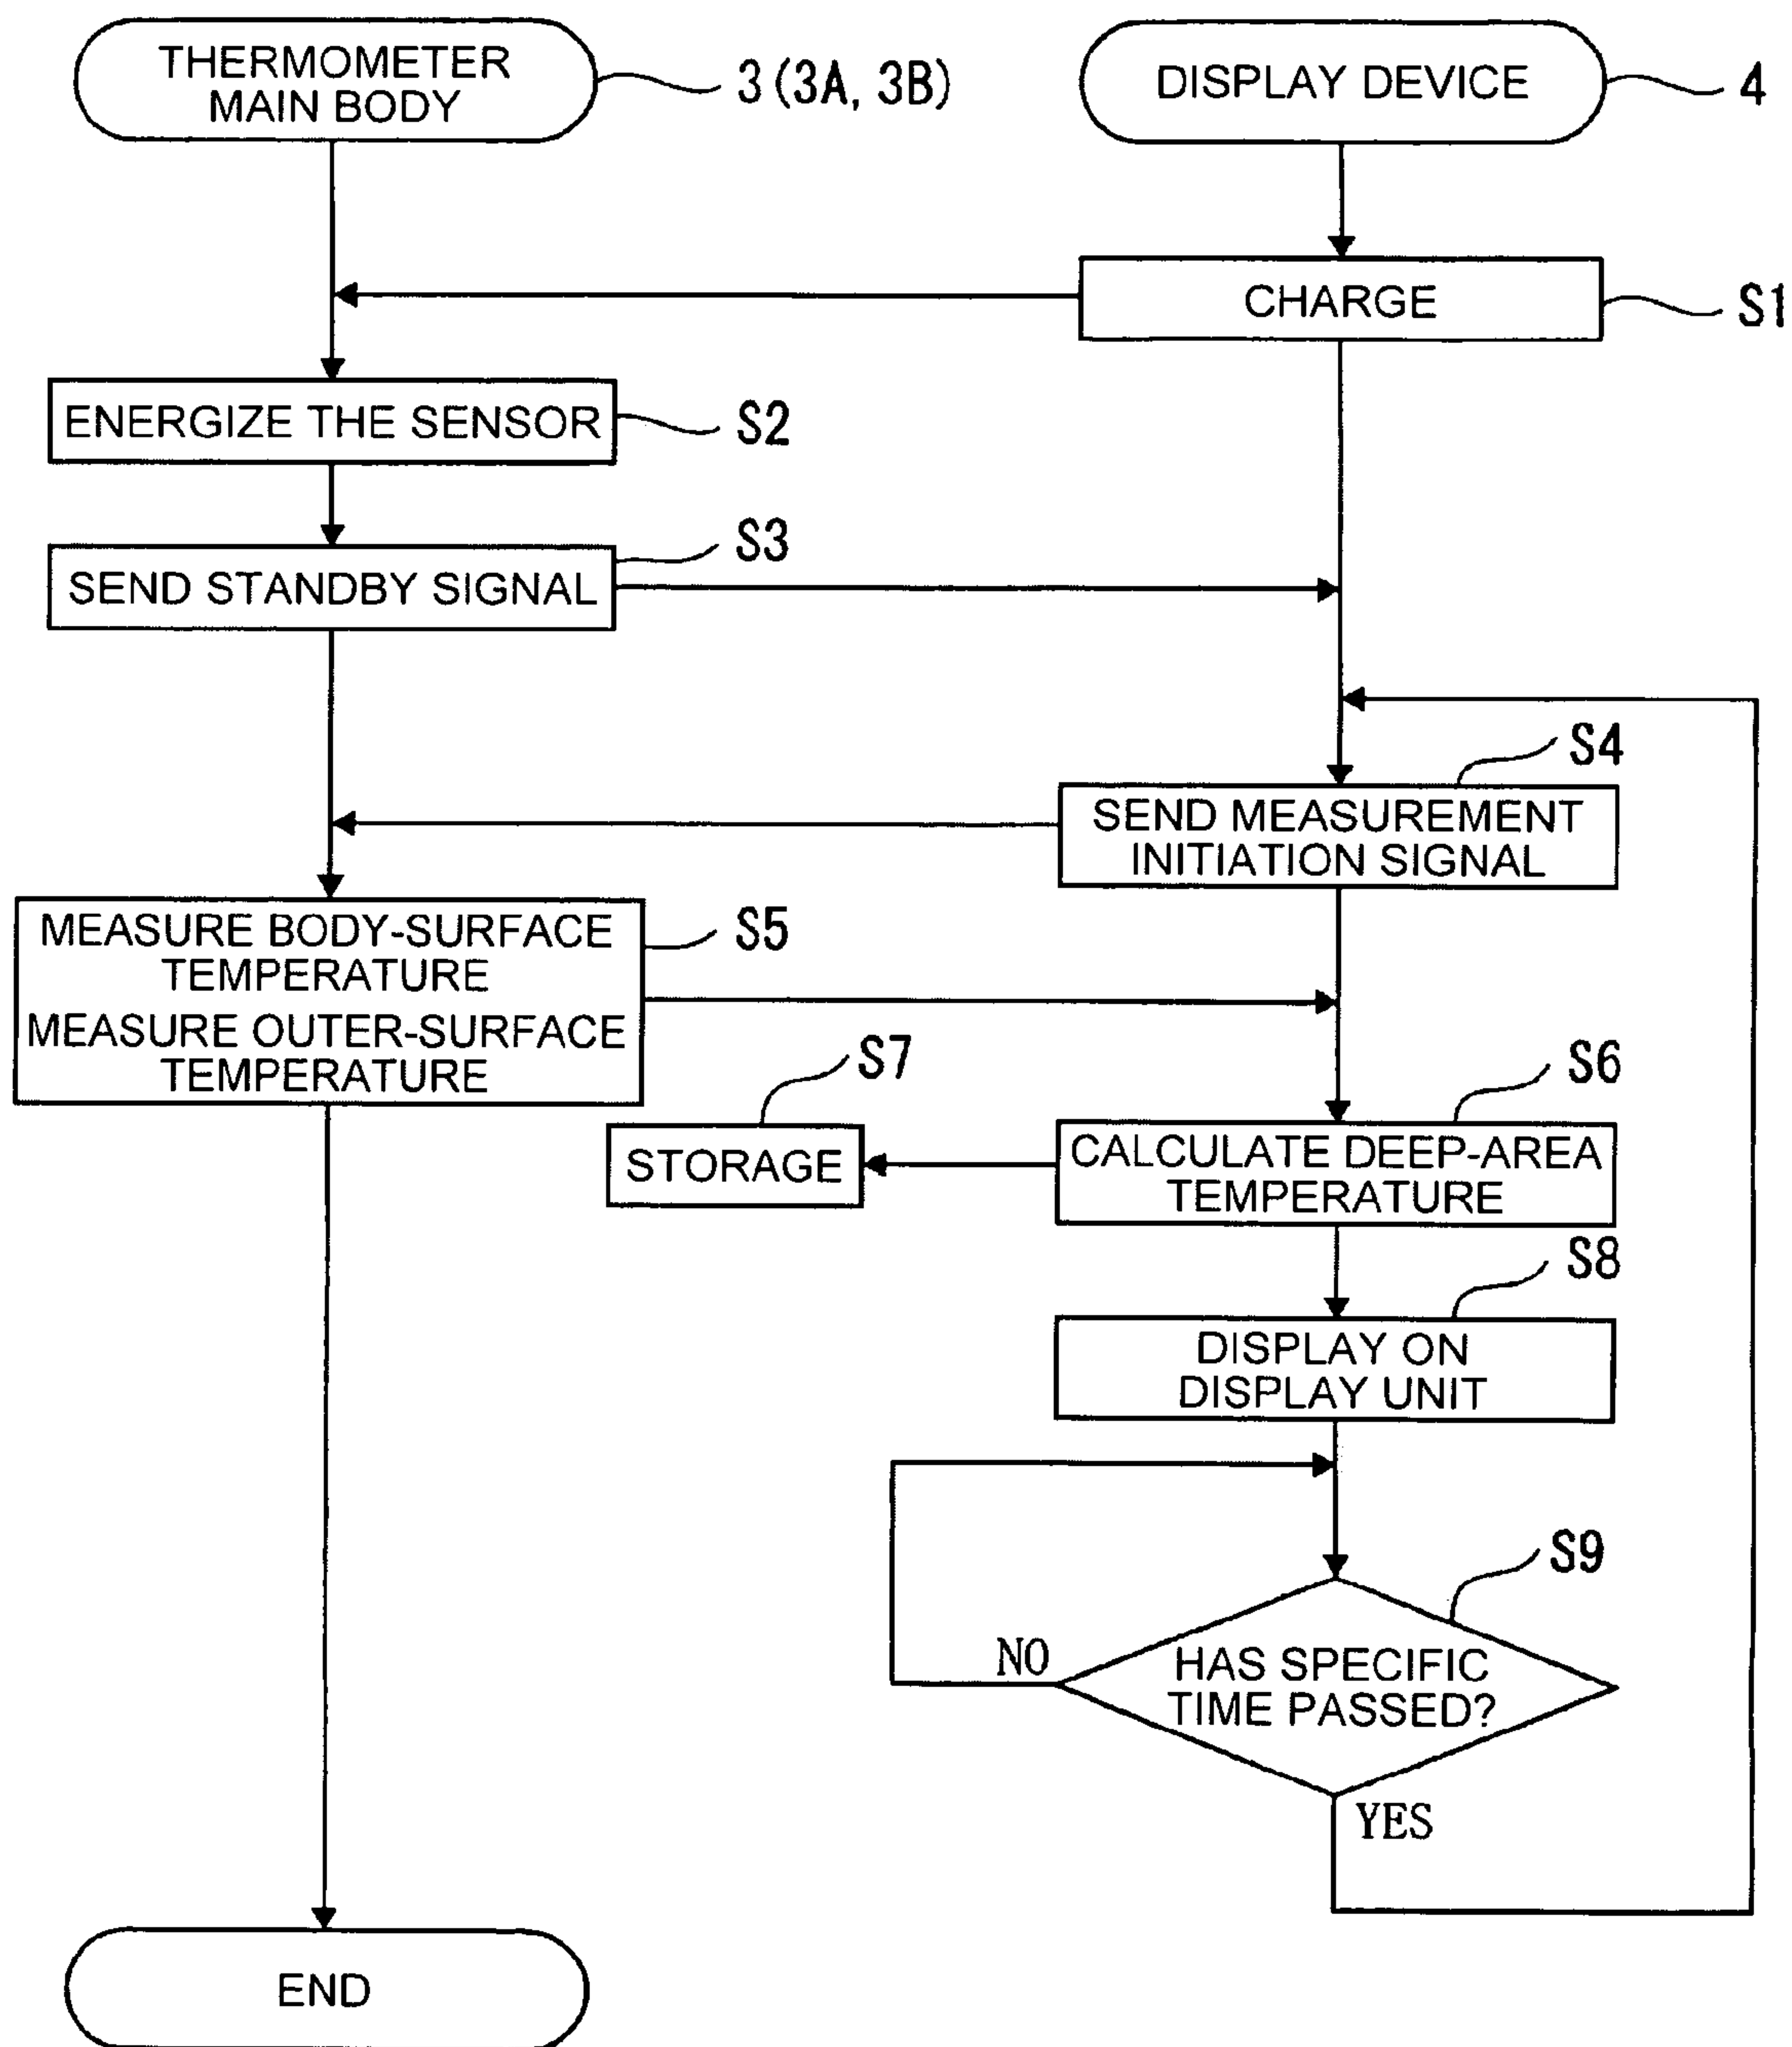 THERMOMETER
MAIN BODY
3 (3A, 3B)
DISPLAY DEVICE
4
CHARGE
S1
ENERGIZE THE SENSOR
S2
S3
SEND STANDBY SIGNAL
S4
SEND MEASUREMENT
INITIATION SIGNAL
MEASURE BODY-SURFACE
TEMPERATURE
MEASURE OUTER-SURFACE
TEMPERATURE
S5
S7
STORAGE
S6
CALCULATE DEEP-AREA
TEMPERATURE
S8
DISPLAY ON
DISPLAY UNIT
S9
NO
HAS SPECIFIC
TIME PASSED?
YES
END